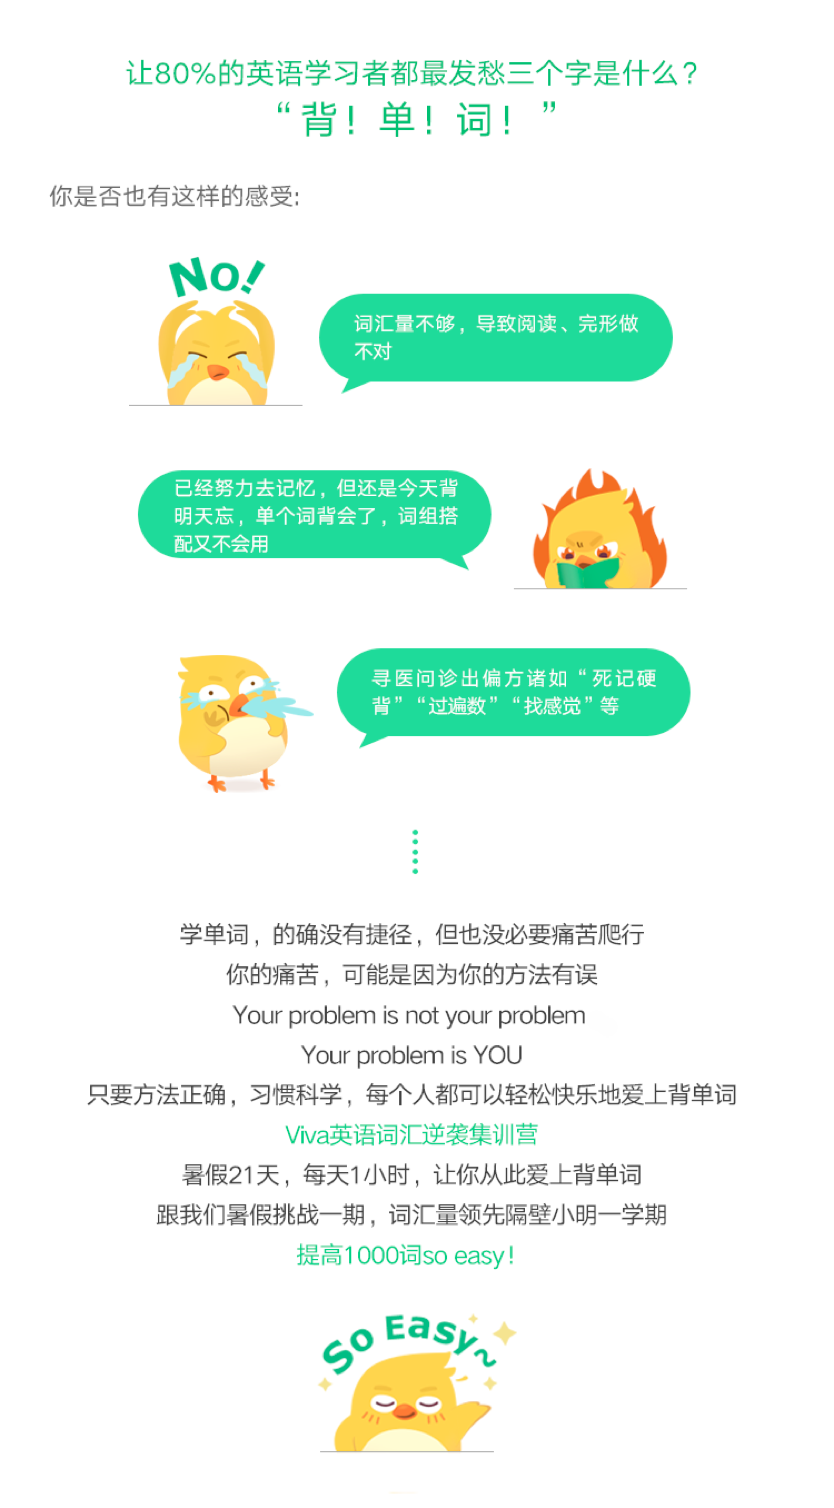 让80%的英语学习者都最发愁三个字是什么？
“背！单！词！”
你是否也有这样的感受:
No!
词汇量不够，导致阅读、完形做
不对
已经努力去记忆，但还是今天背
明天忘，单个词背会了，词组搭
配又不会用
寻医问诊出偏方诸如“死记硬
背”“过遍数”“找感觉”等
学单词，的确没有捷径，但也没必要痛苦爬行
你的痛苦，可能是因为你的方法有误
Your problem is not your problem
Your problem is YOU
只要方法正确，习惯科学，每个人都可以轻松快乐地爱上背单词
Viva英语词汇逆袭集训营
暑假21天，每天1小时，让你从此爱上背单词
跟我们暑假挑战一期，词汇量领先隔壁小明一学期
提高1000词so easy！
So Easy~